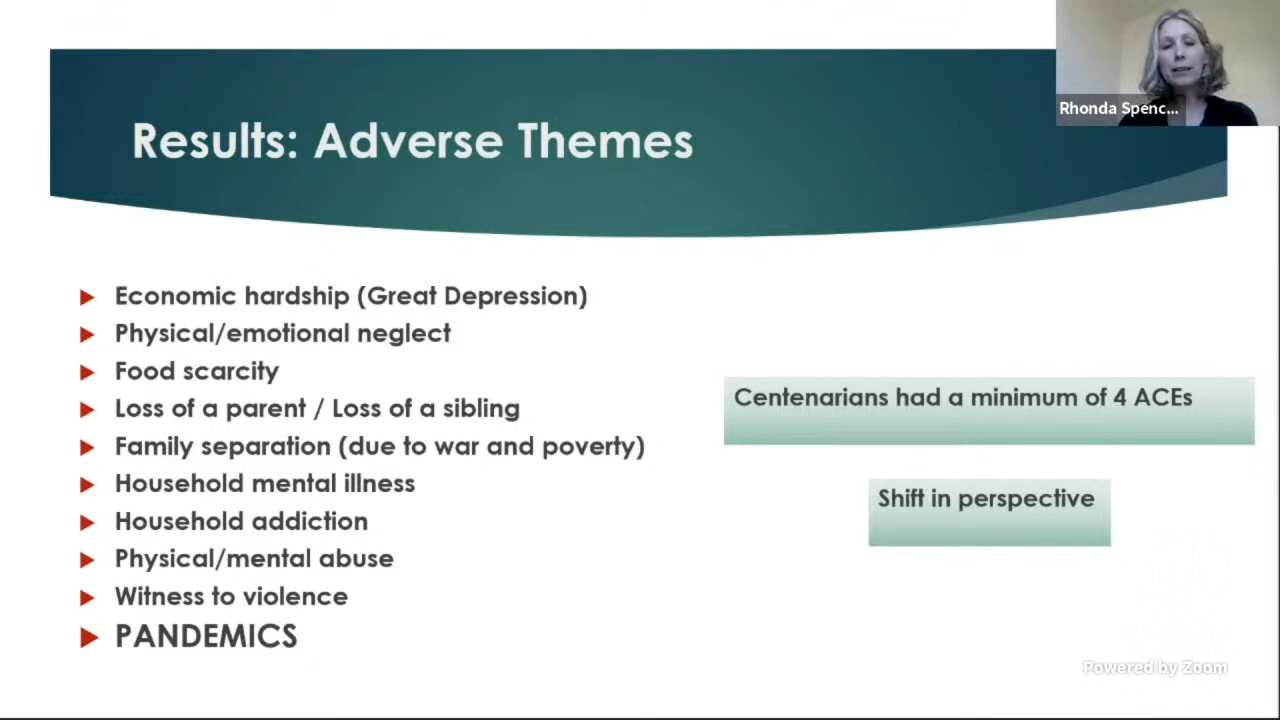 Results: Adverse Themes
Rhonda Spenc...
Economic hardship (Great Depression)
Physical/emotional neglect
Food scarcity
Loss of a parent / Loss of a sibling
Family separation (due to war and poverty)
Household mental illness
Household addiction
Physical/mental abuse
Witness to violence
PANDEMICS
Centenarians had a minimum of 4 ACEs
Shift in perspective
Powered by Zoom